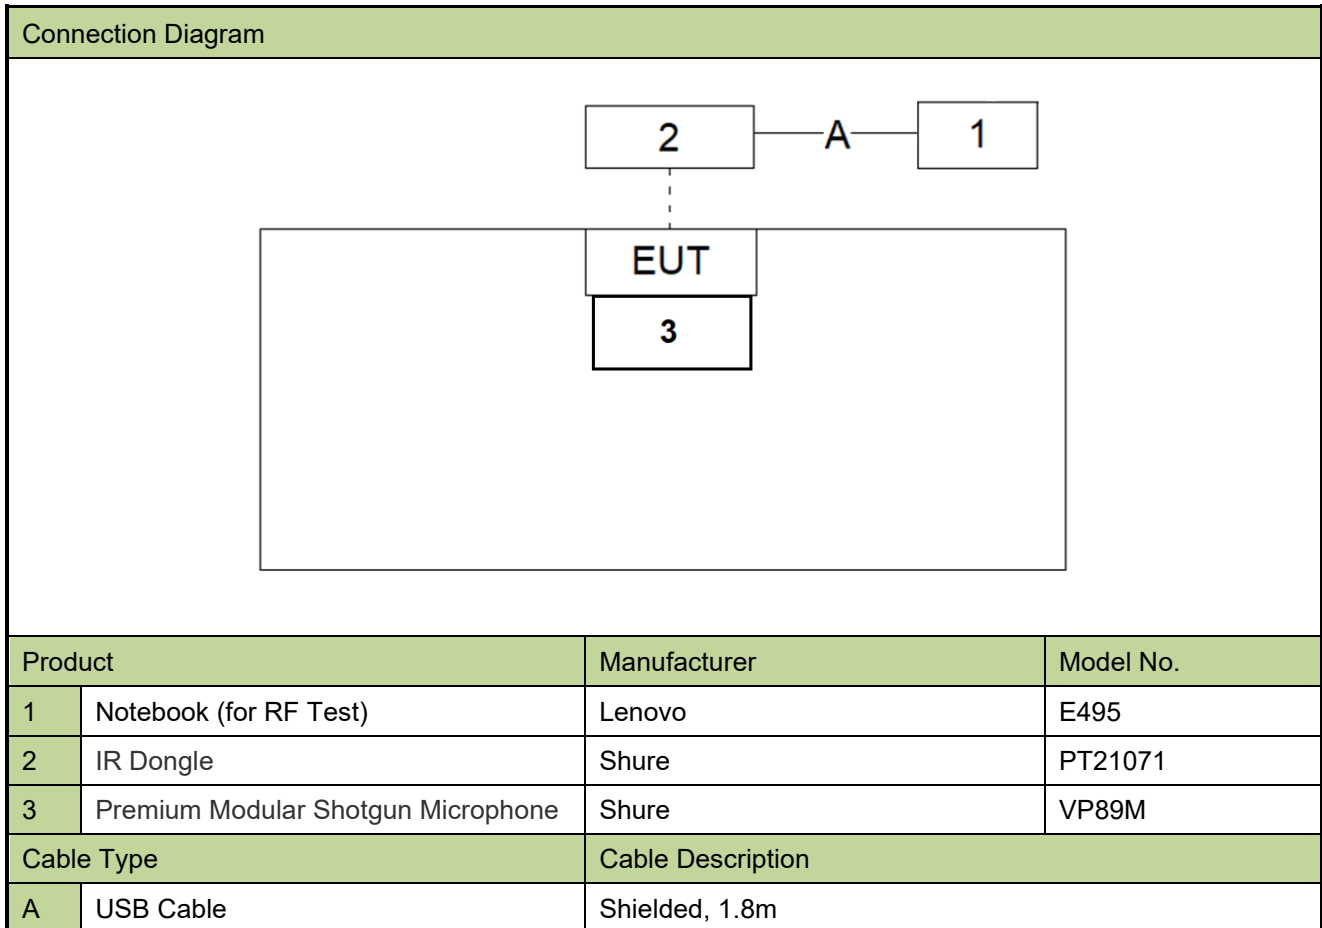 Connection Diagram
2 A 1
EUT
3
Product Manufacturer Model No.
1 Notebook (for RF Test) Lenovo E495
2 IR Dongle Shure PT21071
3 Premium Modular Shotgun Microphone Shure VP89M
Cable Type Cable Description
A USB Cable Shielded, 1.8m